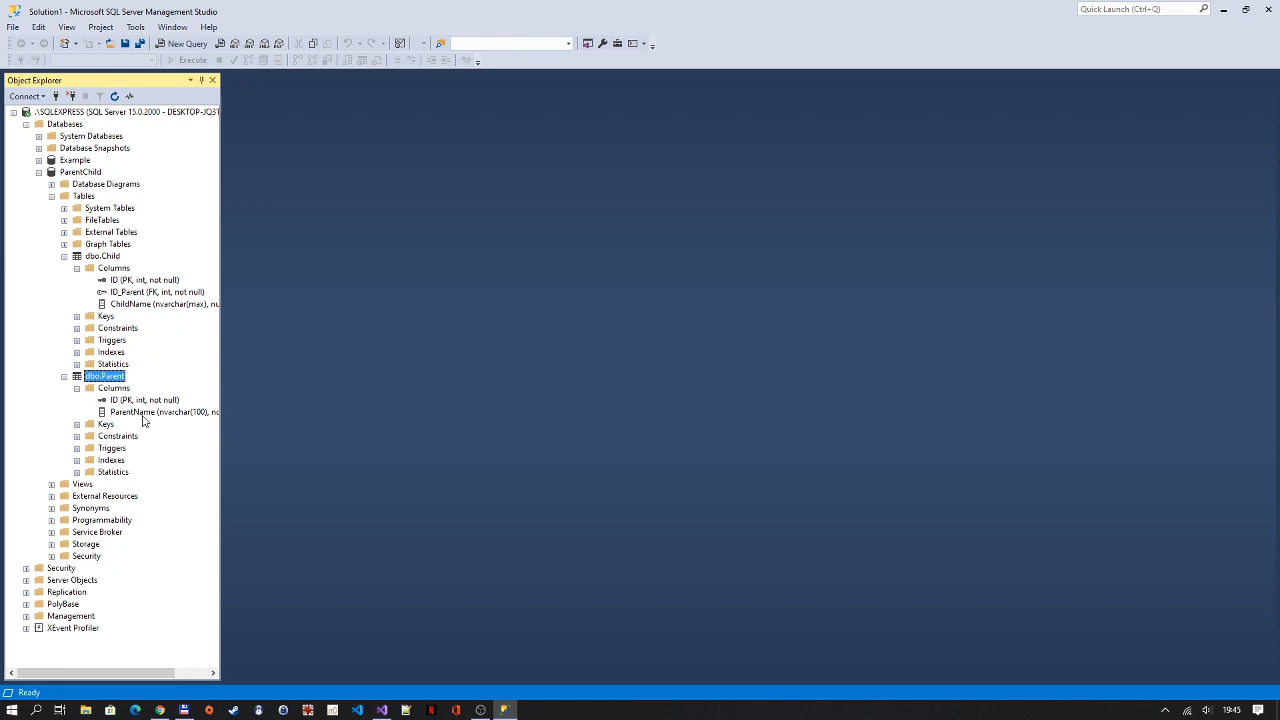 Solution1 - Microsoft SQL Server Management Studio
Quick Launch (Ctrl+Q)
File Edit View Project Tools Window Help
New Query
Execute
Object Explorer
Connect
.\SQLEXPRESS (SQL Server 15.0.2000 - DESKTOP-JQ3T
Databases
System Databases
Database Snapshots
Example
ParentChild
Database Diagrams
Tables
System Tables
FileTables
External Tables
Graph Tables
dbo.Child
Columns
ID (PK, int, not null)
ID_Parent (FK, int, not null)
ChildName (nvarchar(max), nu
Keys
Constraints
Triggers
Indexes
Statistics
dbo.Parent
Columns
ID (PK, int, not null)
ParentName (nvarchar(100), nc
Keys
Constraints
Triggers
Indexes
Statistics
Views
External Resources
Synonyms
Programmability
Service Broker
Storage
Security
Security
Server Objects
Replication
PolyBase
Management
XEvent Profiler
Ready
19:45